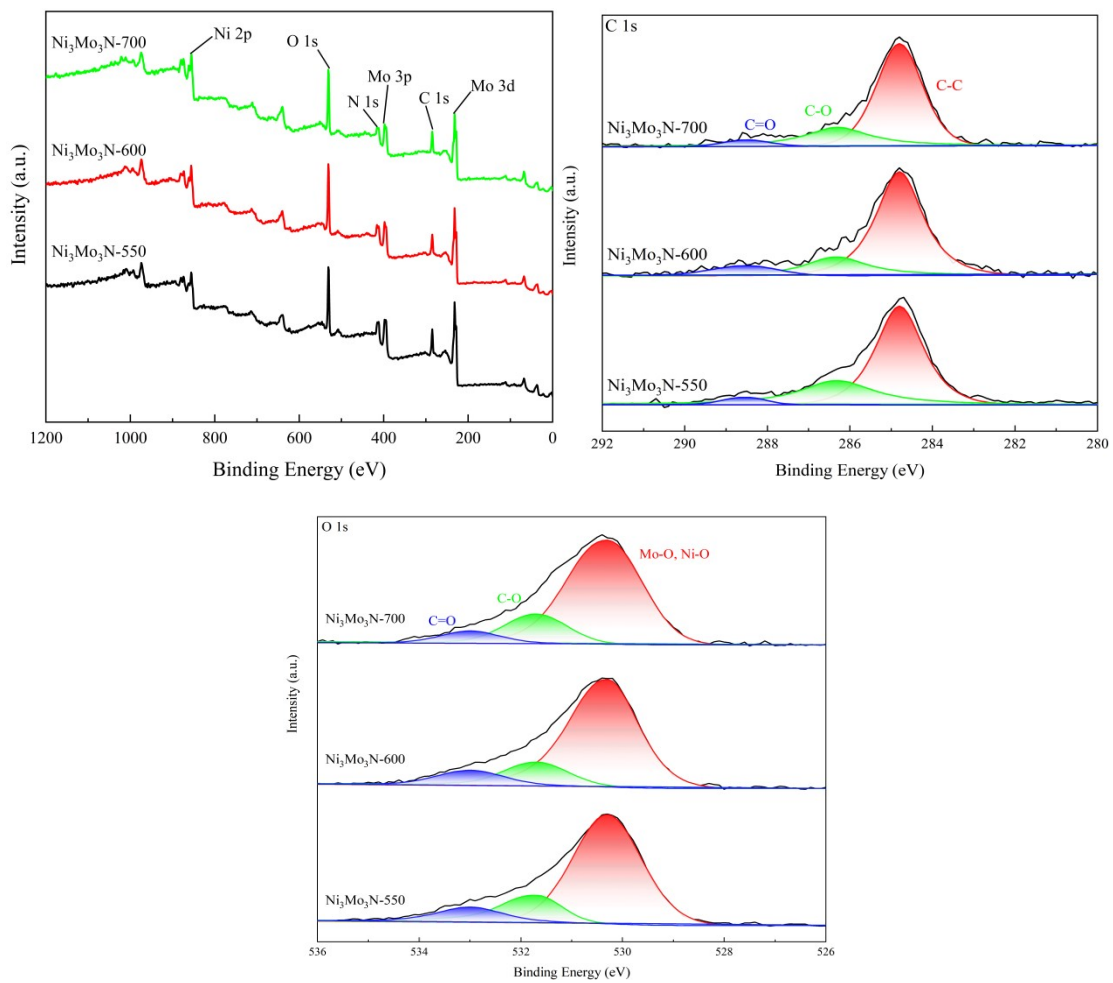 Ni₃Mo₃N-700
Ni 2p
O 1s
N 1s
Mo 3p
C 1s
Mo 3d
Ni₃Mo₃N-600
Ni₃Mo₃N-550
Intensity (a.u.)
1200 1000 800 600 400 200 0
Binding Energy (eV)
C 1s
C-C
C-O
C=O
Ni₃Mo₃N-700
Ni₃Mo₃N-600
Ni₃Mo₃N-550
Intensity (a.u.)
292 290 288 286 284 282 280
Binding Energy (eV)
O 1s
Mo-O, Ni-O
C-O
C=O
Ni₃Mo₃N-700
Ni₃Mo₃N-600
Ni₃Mo₃N-550
Intensity (a.u.)
536 534 532 530 528 526
Binding Energy (eV)